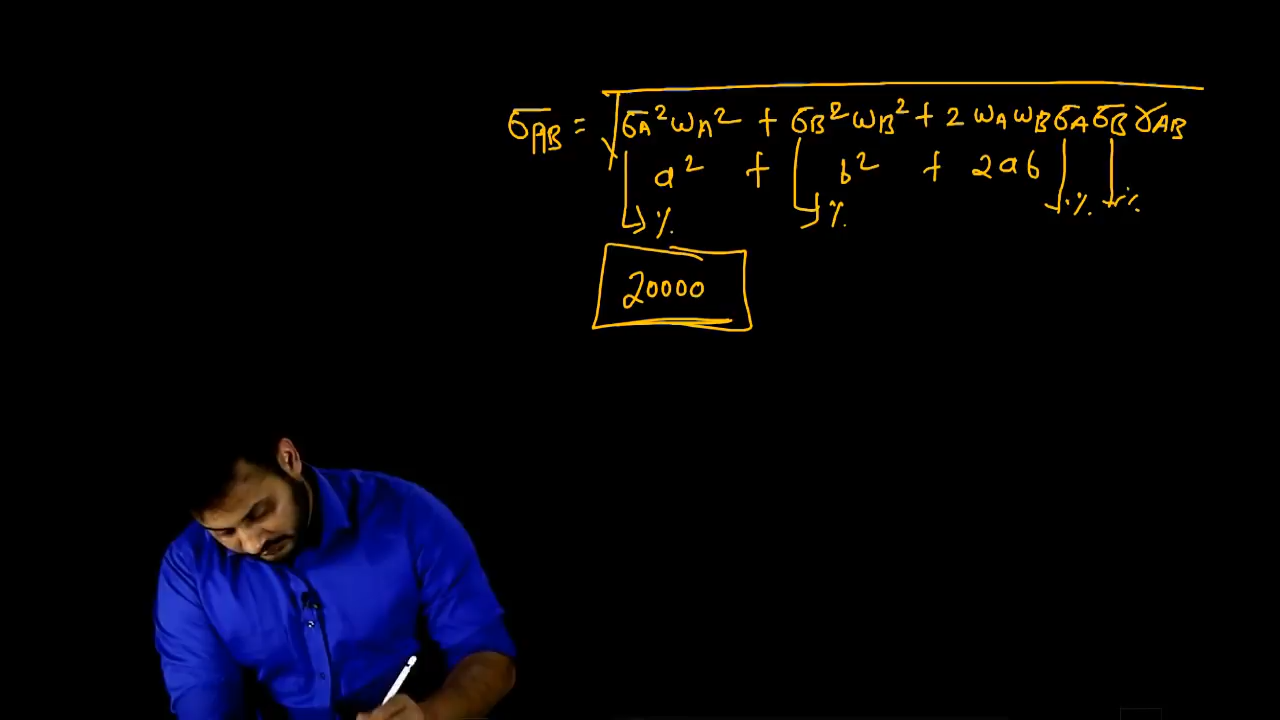 σAB = √σA²ωA² + σB²ωB² + 2 ωA ωB σA σB γAB
a² + b² + 2ab
% % % %
20000